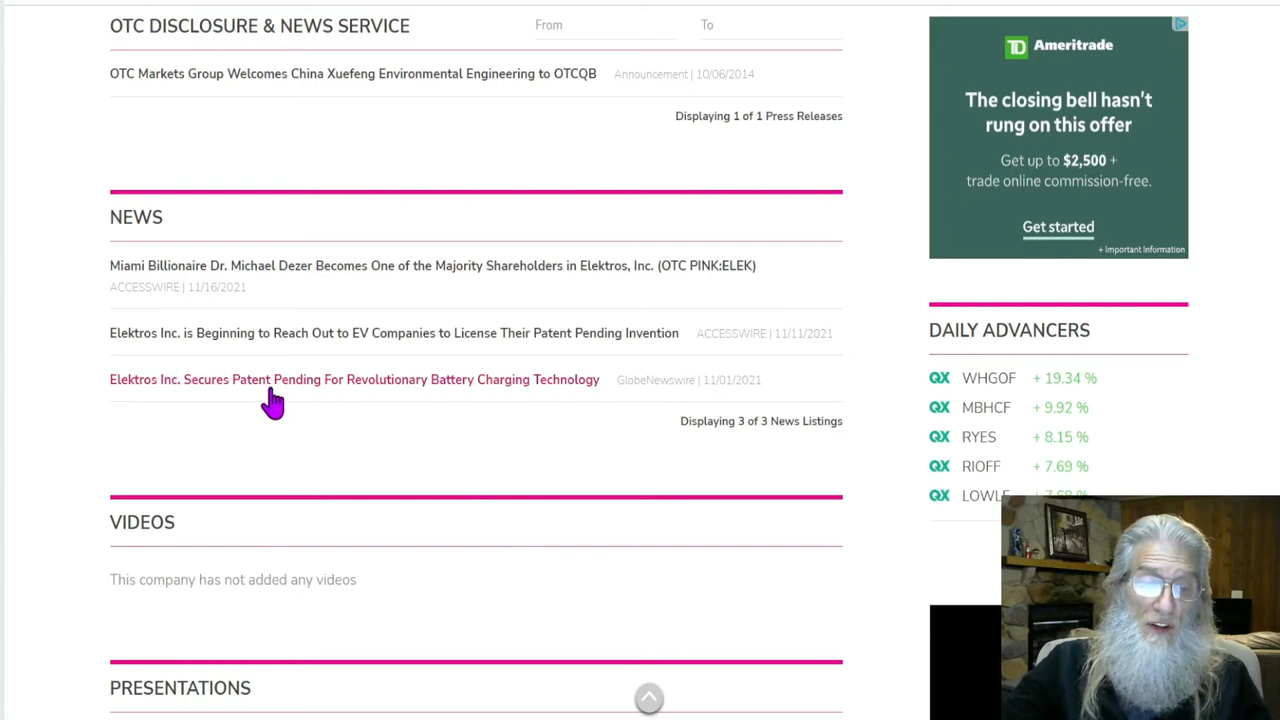 OTC DISCLOSURE & NEWS SERVICE
From
To
OTC Markets Group Welcomes China Xuefeng Environmental Engineering to OTCQB Announcement | 10/06/2014
Displaying 1 of 1 Press Releases
NEWS
Miami Billionaire Dr. Michael Dezer Becomes One of the Majority Shareholders in Elektros, Inc. (OTC PINK:ELEK)
ACCESSWIRE | 11/16/2021
Elektros Inc. is Beginning to Reach Out to EV Companies to License Their Patent Pending Invention ACCESSWIRE | 11/11/2021
Elektros Inc. Secures Patent Pending For Revolutionary Battery Charging Technology GlobeNewswire | 11/01/2021
Displaying 3 of 3 News Listings
VIDEOS
This company has not added any videos
PRESENTATIONS
TD Ameritrade
The closing bell hasn't
rung on this offer
Get up to $2,500 +
trade online commission-free.
Get started
+ Important Information
DAILY ADVANCERS
QX WHGOF + 19.34 %
QX MBHCF + 9.92 %
QX RYES + 8.15 %
QX RIOFF + 7.69 %
QX LOWLF + 7.68 %